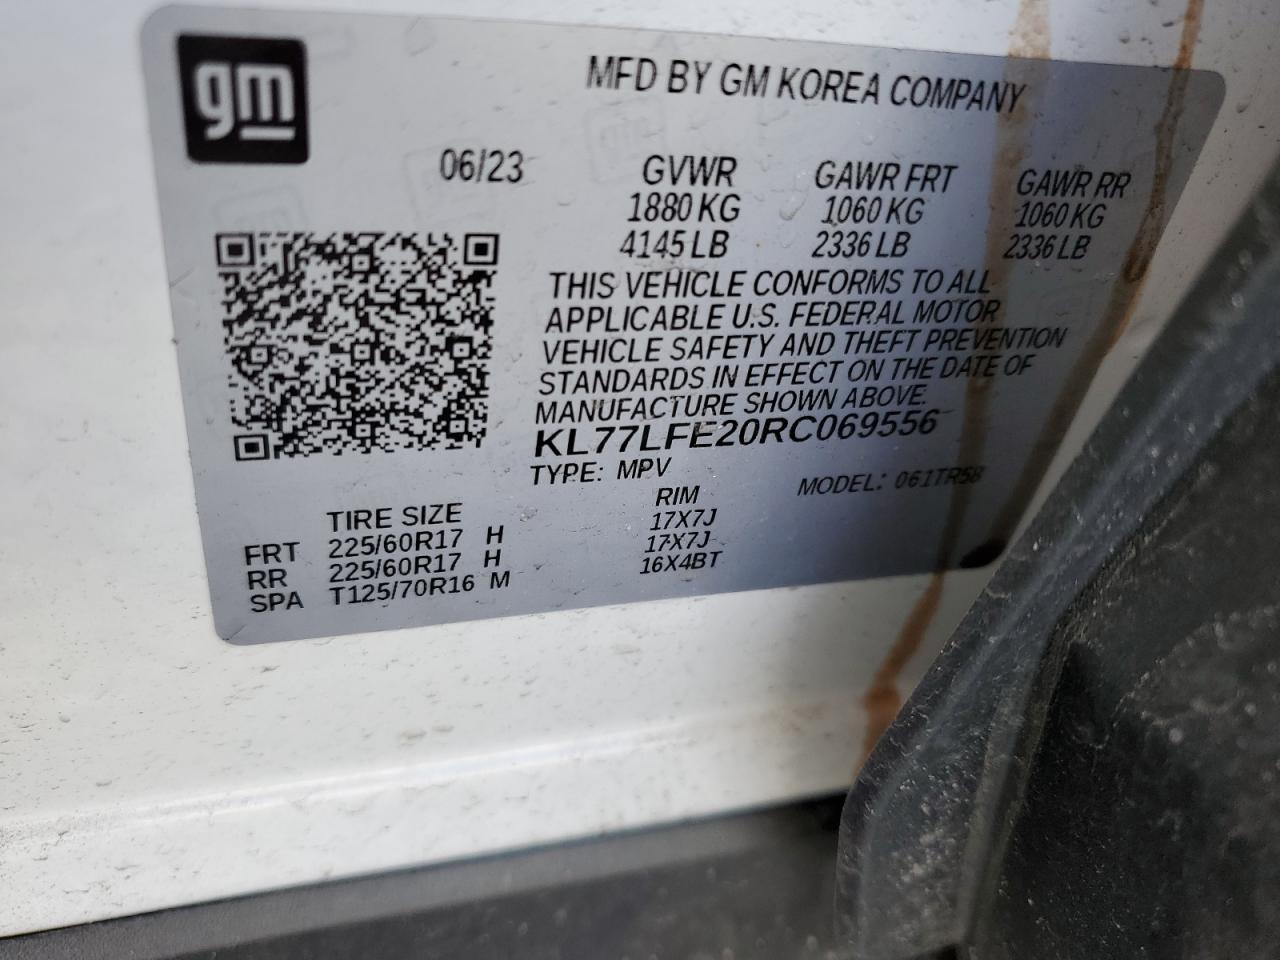 gm
MFD BY GM KOREA COMPANY
06/23 GVWR GAWR FRT GAWR RR
1880 KG 1060 KG 1060 KG
4145 LB 2336 LB 2336 LB
THIS VEHICLE CONFORMS TO ALL
APPLICABLE U.S. FEDERAL MOTOR
VEHICLE SAFETY AND THEFT PREVENTION
STANDARDS IN EFFECT ON THE DATE OF
MANUFACTURE SHOWN ABOVE.
KL77LFE20RC069556
TYPE: MPV MODEL: 061TR58
TIRE SIZE RIM
FRT 225/60R17 H 17X7J
RR 225/60R17 H 17X7J
SPA T125/70R16 M 16X4BT